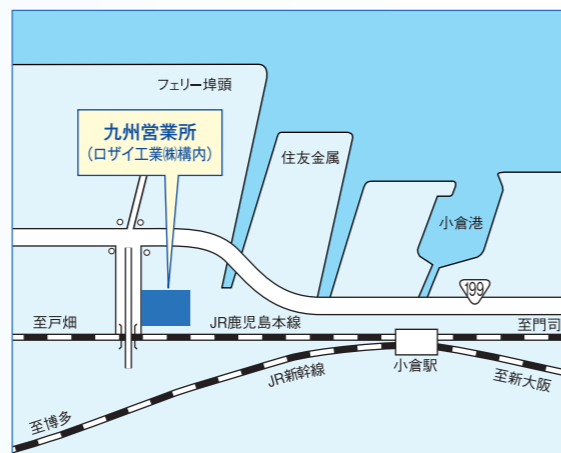 フェリー埠頭
九州営業所
(ロザイ工業㈱構内)
住友金属
小倉港
199
至戸畑
JR鹿児島本線
至門司
小倉駅
JR新幹線
至新大阪
至博多